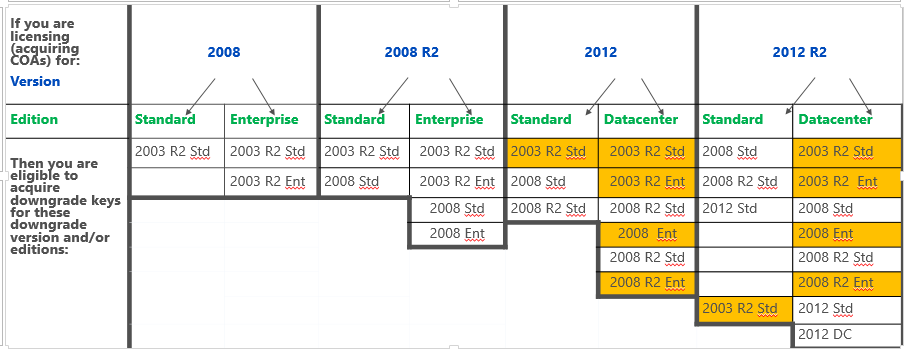 If you are
licensing
(acquiring
COAs) for:
Version
2008 2008 R2 2012 2012 R2
Edition Standard Enterprise Standard Enterprise Standard Datacenter Standard Datacenter
Then you are
eligible to
acquire
downgrade keys
for these
downgrade
version and/or
editions:
2003 R2 Std 2003 R2 Std 2003 R2 Std 2003 R2 Std 2003 R2 Std 2003 R2 Std 2008 Std 2003 R2 Std
2003 R2 Ent 2008 Std 2003 R2 Ent 2008 Std 2003 R2 Ent 2008 R2 Std 2003 R2 Ent
2008 Std 2008 R2 Std 2008 R2 Std 2012 Std 2008 Std
2008 Ent 2008 Ent 2008 Ent
2008 R2 Std 2008 R2 Std
2008 R2 Ent 2008 R2 Ent
2003 R2 Std 2012 Std
2012 DC